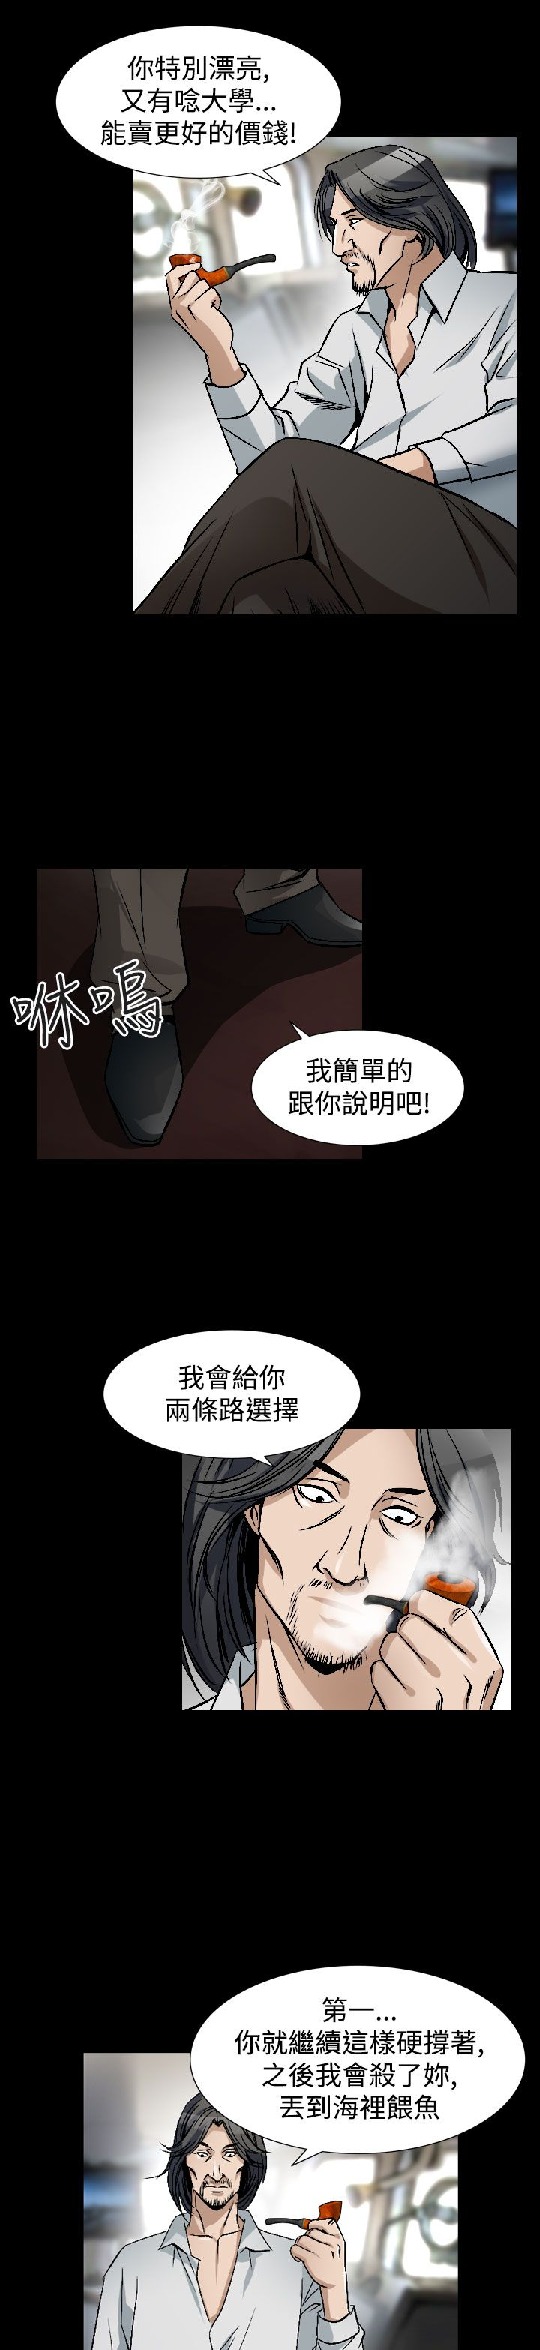 你特別漂亮,
又有唸大學...
能賣更好的價錢!
咻嗚
我簡單的
跟你說明吧!
我會給你
兩條路選擇
第一...
你就繼續這樣硬撐著,
之後我會殺了妳,
丟到海裡餵魚